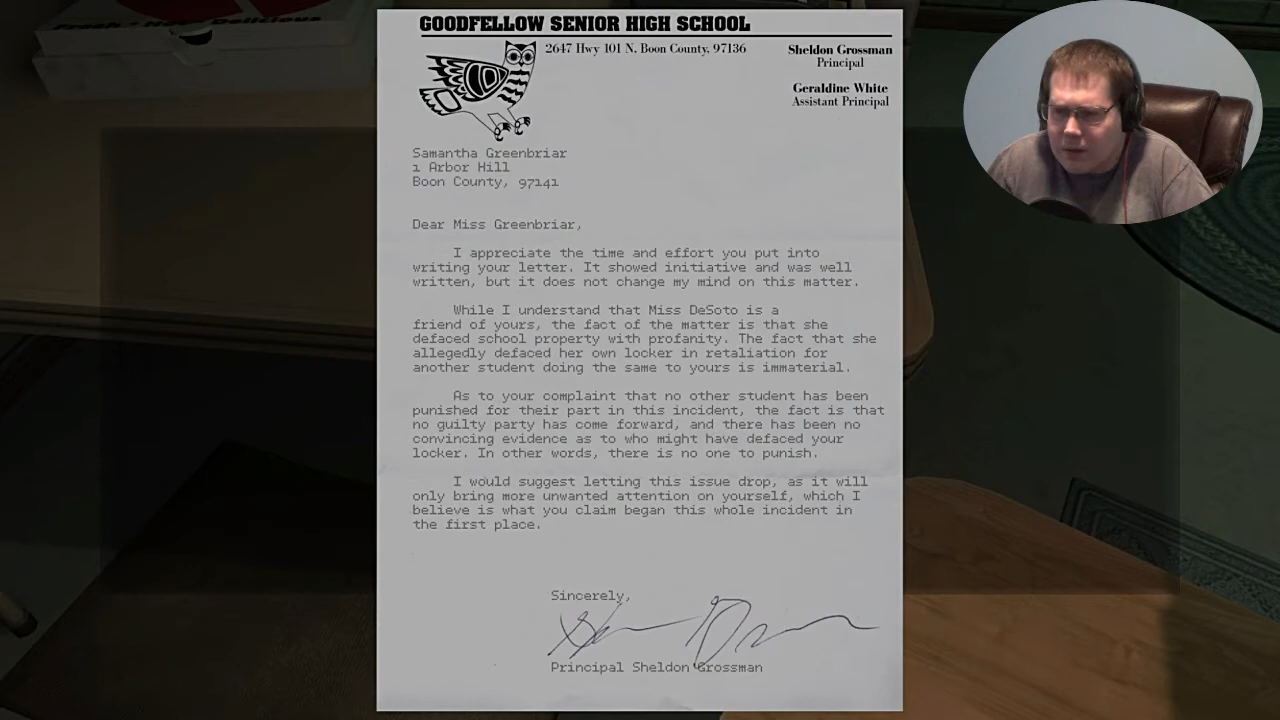 Fresh • Hot • Delicious
GOODFELLOW SENIOR HIGH SCHOOL
2647 Hwy 101 N. Boon County, 97136
Sheldon Grossman
Principal
Geraldine White
Assistant Principal
Samantha Greenbriar
1 Arbor Hill
Boon County, 97141
Dear Miss Greenbriar,
I appreciate the time and effort you put into
writing your letter. It showed initiative and was well
written, but it does not change my mind on this matter.
While I understand that Miss DeSoto is a
friend of yours, the fact of the matter is that she
defaced school property with profanity. The fact that she
allegedly defaced her own locker in retaliation for
another student doing the same to yours is immaterial.
As to your complaint that no other student has been
punished for their part in this incident, the fact is that
no guilty party has come forward, and there has been no
convincing evidence as to who might have defaced your
locker. In other words, there is no one to punish.
I would suggest letting this issue drop, as it will
only bring more unwanted attention on yourself, which I
believe is what you claim began this whole incident in
the first place.
Sincerely,
Principal Sheldon Grossman